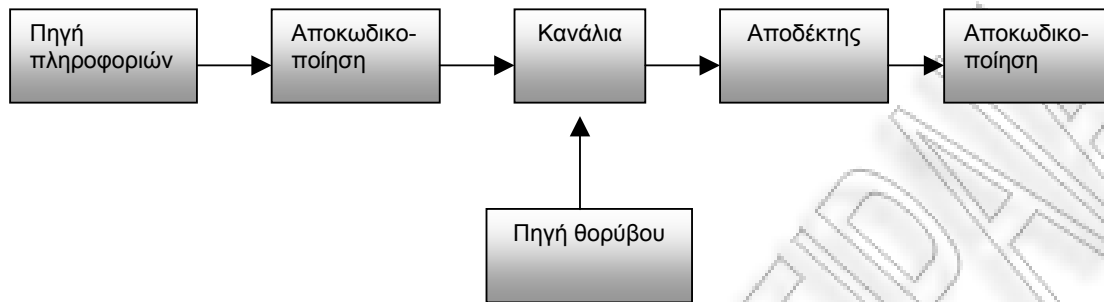 Πηγή
πληροφοριών
Αποκωδικο-
ποίηση
Κανάλια
Αποδέκτης
Αποκωδικο-
ποίηση
Πηγή θορύβου